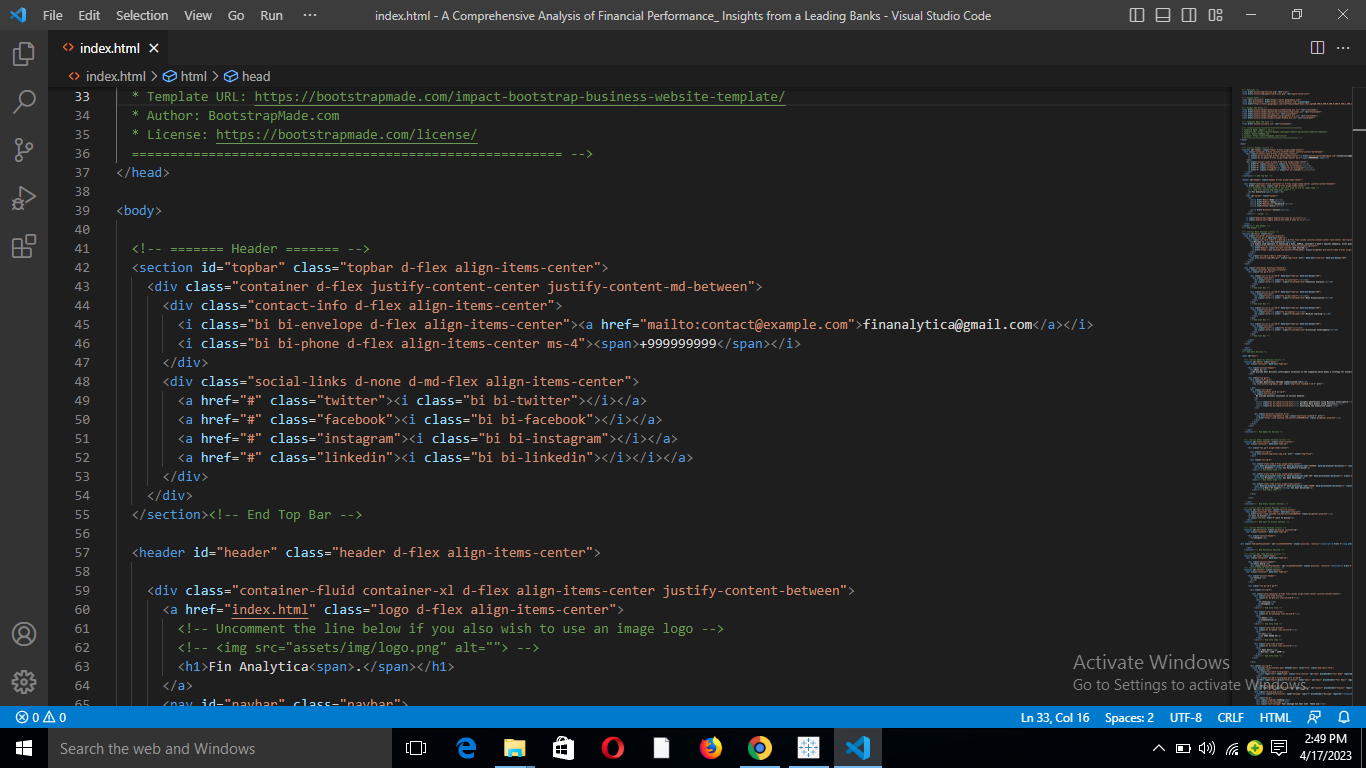 File Edit Selection View Go Run ··· index.html - A Comprehensive Analysis of Financial Performance_ Insights from a Leading Banks - Visual Studio Code
<> index.html
<> index.html > html > head
33 * Template URL: https://bootstrapmade.com/impact-bootstrap-business-website-template/
34 * Author: BootstrapMade.com
35 * License: https://bootstrapmade.com/license/
36 ======================================================== -->
37 </head>
38
39 <body>
40
41 <!-- ======= Header ======= -->
42 <section id="topbar" class="topbar d-flex align-items-center">
43 <div class="container d-flex justify-content-center justify-content-md-between">
44 <div class="contact-info d-flex align-items-center">
45 <i class="bi bi-envelope d-flex align-items-center"><a href="mailto:contact@example.com">finanalytica@gmail.com</a></i>
46 <i class="bi bi-phone d-flex align-items-center ms-4"><span>+999999999</span></i>
47 </div>
48 <div class="social-links d-none d-md-flex align-items-center">
49 <a href="#" class="twitter"><i class="bi bi-twitter"></i></a>
50 <a href="#" class="facebook"><i class="bi bi-facebook"></i></a>
51 <a href="#" class="instagram"><i class="bi bi-instagram"></i></a>
52 <a href="#" class="linkedin"><i class="bi bi-linkedin"></i></i></a>
53 </div>
54 </div>
55 </section><!-- End Top Bar -->
56
57 <header id="header" class="header d-flex align-items-center">
58
59 <div class="container-fluid container-xl d-flex align-items-center justify-content-between">
60 <a href="index.html" class="logo d-flex align-items-center">
61 <!-- Uncomment the line below if you also wish to use an image logo -->
62 <!-- <img src="assets/img/logo.png" alt=""> -->
63 <h1>Fin Analytica<span>.</span></h1>
64 </a>
65 <nav id="navbar" class="navbar">
Activate Windows
Go to Settings to activate Windows.
0 0 Ln 33, Col 16 Spaces: 2 UTF-8 CRLF HTML
Search the web and Windows
2:49 PM
4/17/2023